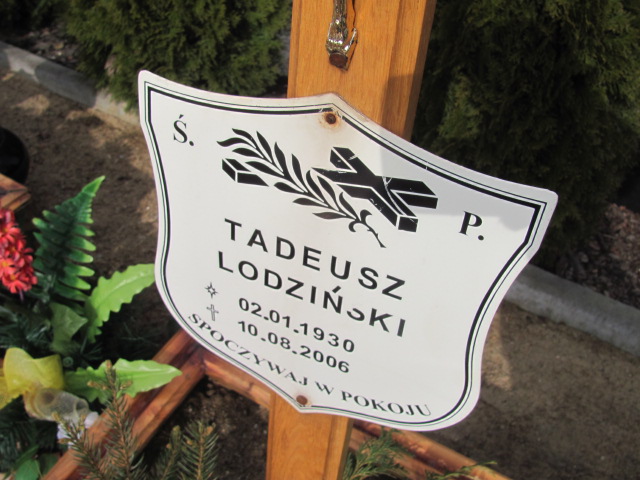 Ś. P.
TADEUSZ
LODZIŃSKI
02.01.1930
10.08.2006
SPOCZYWAJ W POKOJU